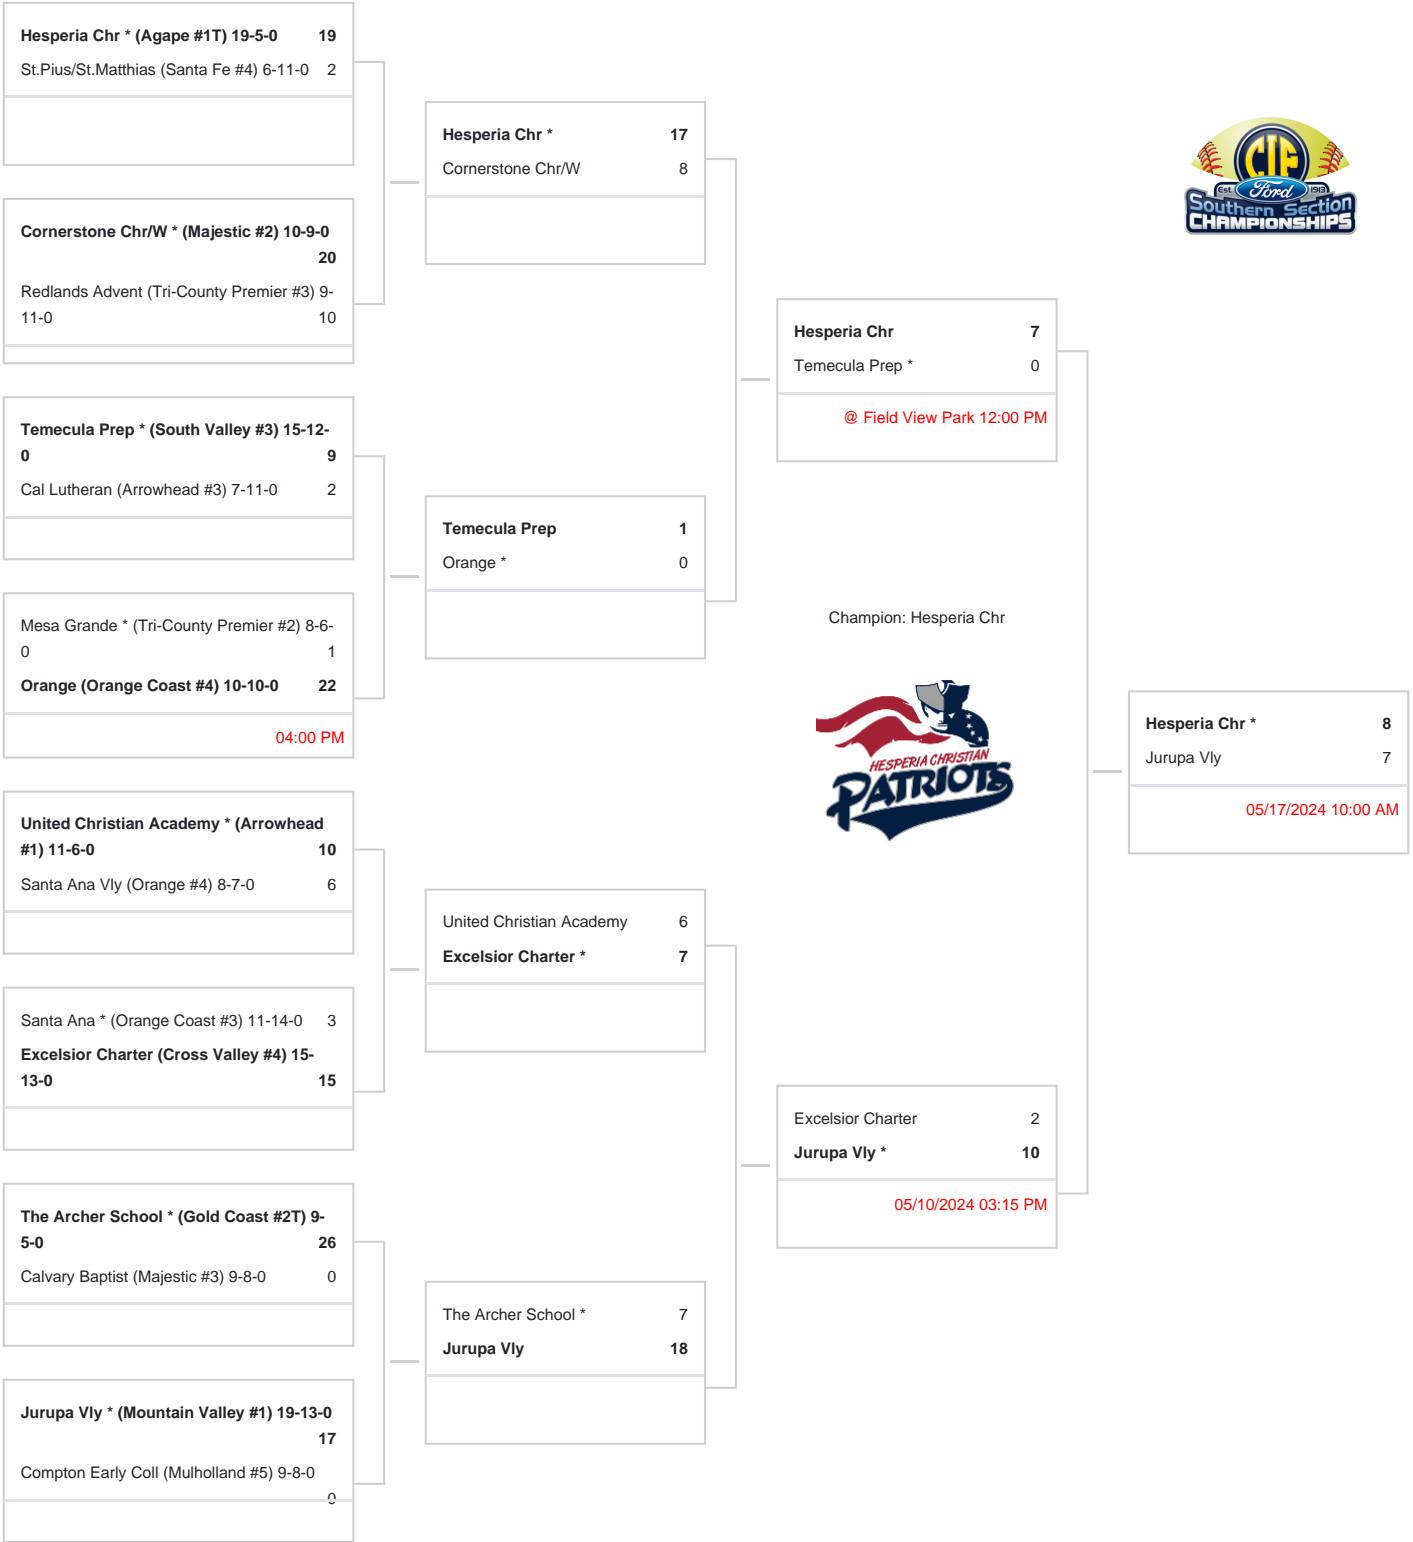 Hesperia Chr * (Agape #1T) 19-5-0 19
St.Pius/St.Matthias (Santa Fe #4) 6-11-0 2
Cornerstone Chr/W * (Majestic #2) 10-9-0
20
Redlands Advent (Tri-County Premier #3) 9-
11-0 10
Temecula Prep * (South Valley #3) 15-12-
0 9
Cal Lutheran (Arrowhead #3) 7-11-0 2
Mesa Grande * (Tri-County Premier #2) 8-6-
0 1
Orange (Orange Coast #4) 10-10-0 22
04:00 PM
United Christian Academy * (Arrowhead
#1) 11-6-0 10
Santa Ana Vly (Orange #4) 8-7-0 6
Santa Ana * (Orange Coast #3) 11-14-0 3
Excelsior Charter (Cross Valley #4) 15-
13-0 15
The Archer School * (Gold Coast #2T) 9-
5-0 26
Calvary Baptist (Majestic #3) 9-8-0 0
Jurupa Vly * (Mountain Valley #1) 19-13-0
17
Compton Early Coll (Mulholland #5) 9-8-0
0
Hesperia Chr * 17
Cornerstone Chr/W 8
Temecula Prep 1
Orange * 0
United Christian Academy 6
Excelsior Charter * 7
The Archer School * 7
Jurupa Vly 18
Hesperia Chr 7
Temecula Prep * 0
@ Field View Park 12:00 PM
Champion: Hesperia Chr
HESPERIA CHRISTIAN
PATRIOTS
Excelsior Charter 2
Jurupa Vly * 10
05/10/2024 03:15 PM
CIF
Est. Ford 1913
Southern Section
CHAMPIONSHIPS
Hesperia Chr * 8
Jurupa Vly 7
05/17/2024 10:00 AM